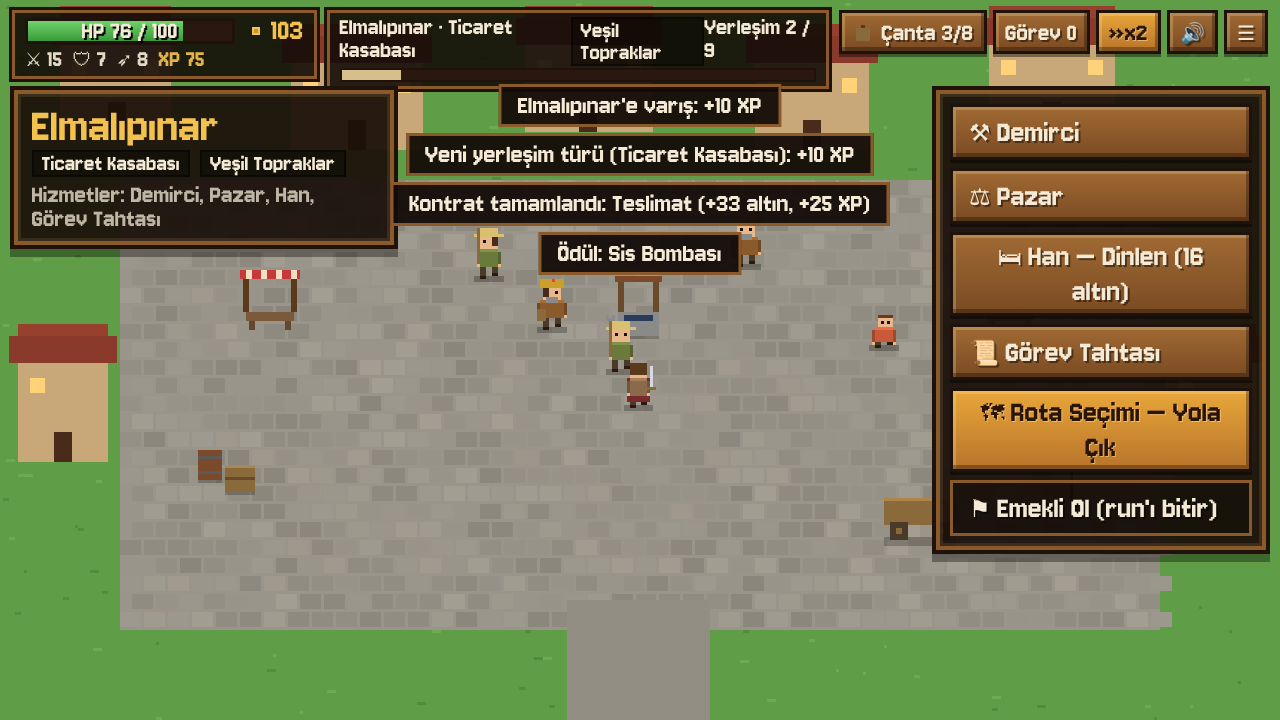 HP 76 / 100
103
⚔ 15 🛡 7 ➶ 8 XP 75
Elmalıpınar · Ticaret
Kasabası
Yeşil
Topraklar
Yerleşim 2 /
9
Çanta 3/8
Görev 0
»x2
🔊
☰
Elmalıpınar
Ticaret Kasabası
Yeşil Topraklar
Hizmetler: Demirci, Pazar, Han,
Görev Tahtası
Elmalıpınar'e varış: +10 XP
Yeni yerleşim türü (Ticaret Kasabası): +10 XP
Kontrat tamamlandı: Teslimat (+33 altın, +25 XP)
Ödül: Sis Bombası
⚒ Demirci
⚖ Pazar
🛏 Han — Dinlen (16
altın)
📜 Görev Tahtası
🗺 Rota Seçimi — Yola
Çık
⚑ Emekli Ol (run'ı bitir)